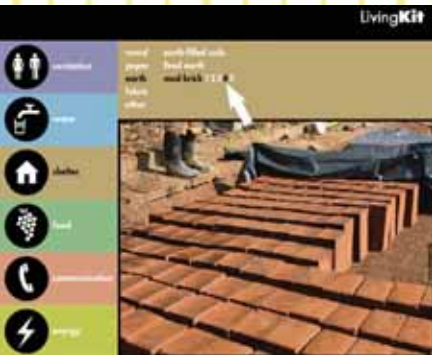 LivingKit
sanitation
water
shelter
food
communication
energy
wood
paper
earth
fabric
other
earth-filled sacks
fired earth
mud brick